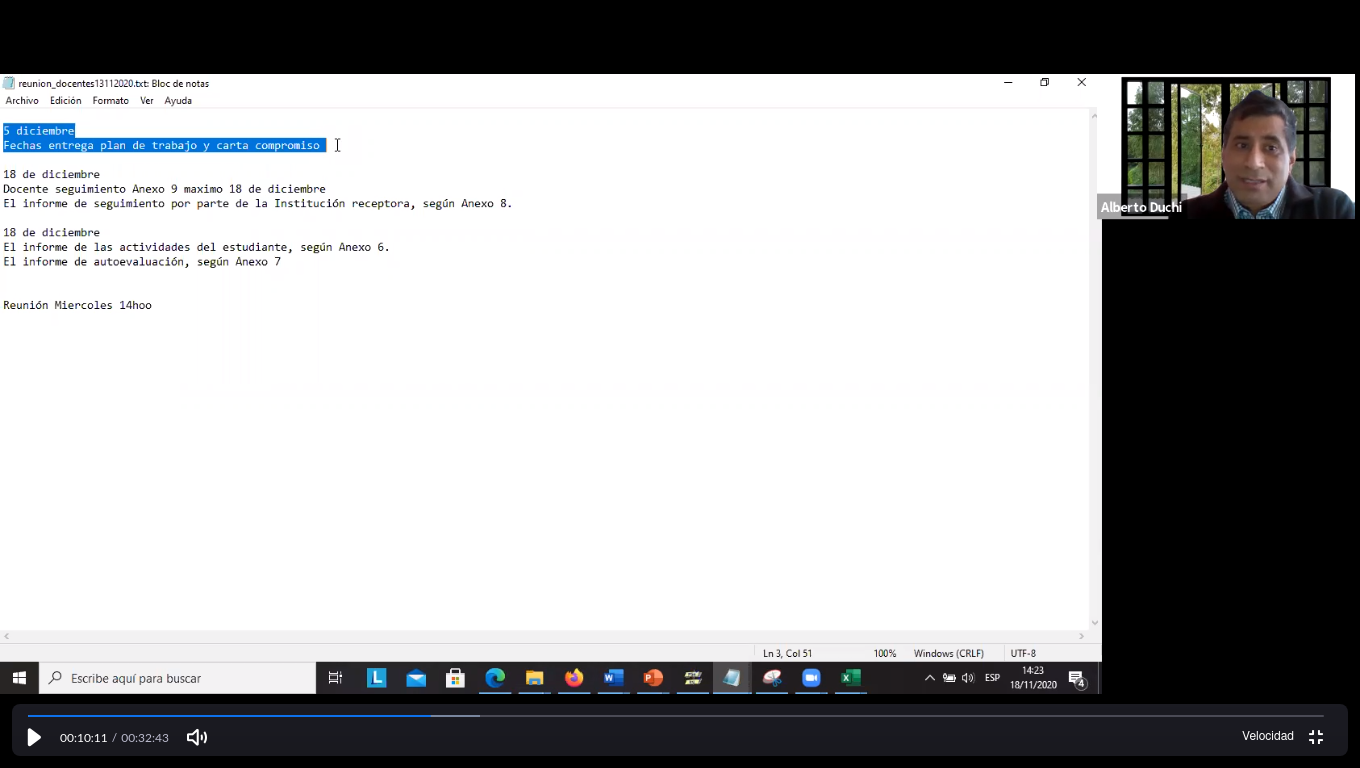 reunion_docentes13112020.txt: Bloc de notas
Archivo Edición Formato Ver Ayuda
5 diciembre
Fechas entrega plan de trabajo y carta compromiso
18 de diciembre
Docente seguimiento Anexo 9 maximo 18 de diciembre
El informe de seguimiento por parte de la Institución receptora, según Anexo 8.
18 de diciembre
El informe de las actividades del estudiante, según Anexo 6.
El informe de autoevaluación, según Anexo 7
Reunión Miercoles 14hoo
Alberto Duchi
Ln 3, Col 51 100% Windows (CRLF) UTF-8
Escribe aquí para buscar
ESP
14:23
18/11/2020
4
00:10:11 / 00:32:43
Velocidad